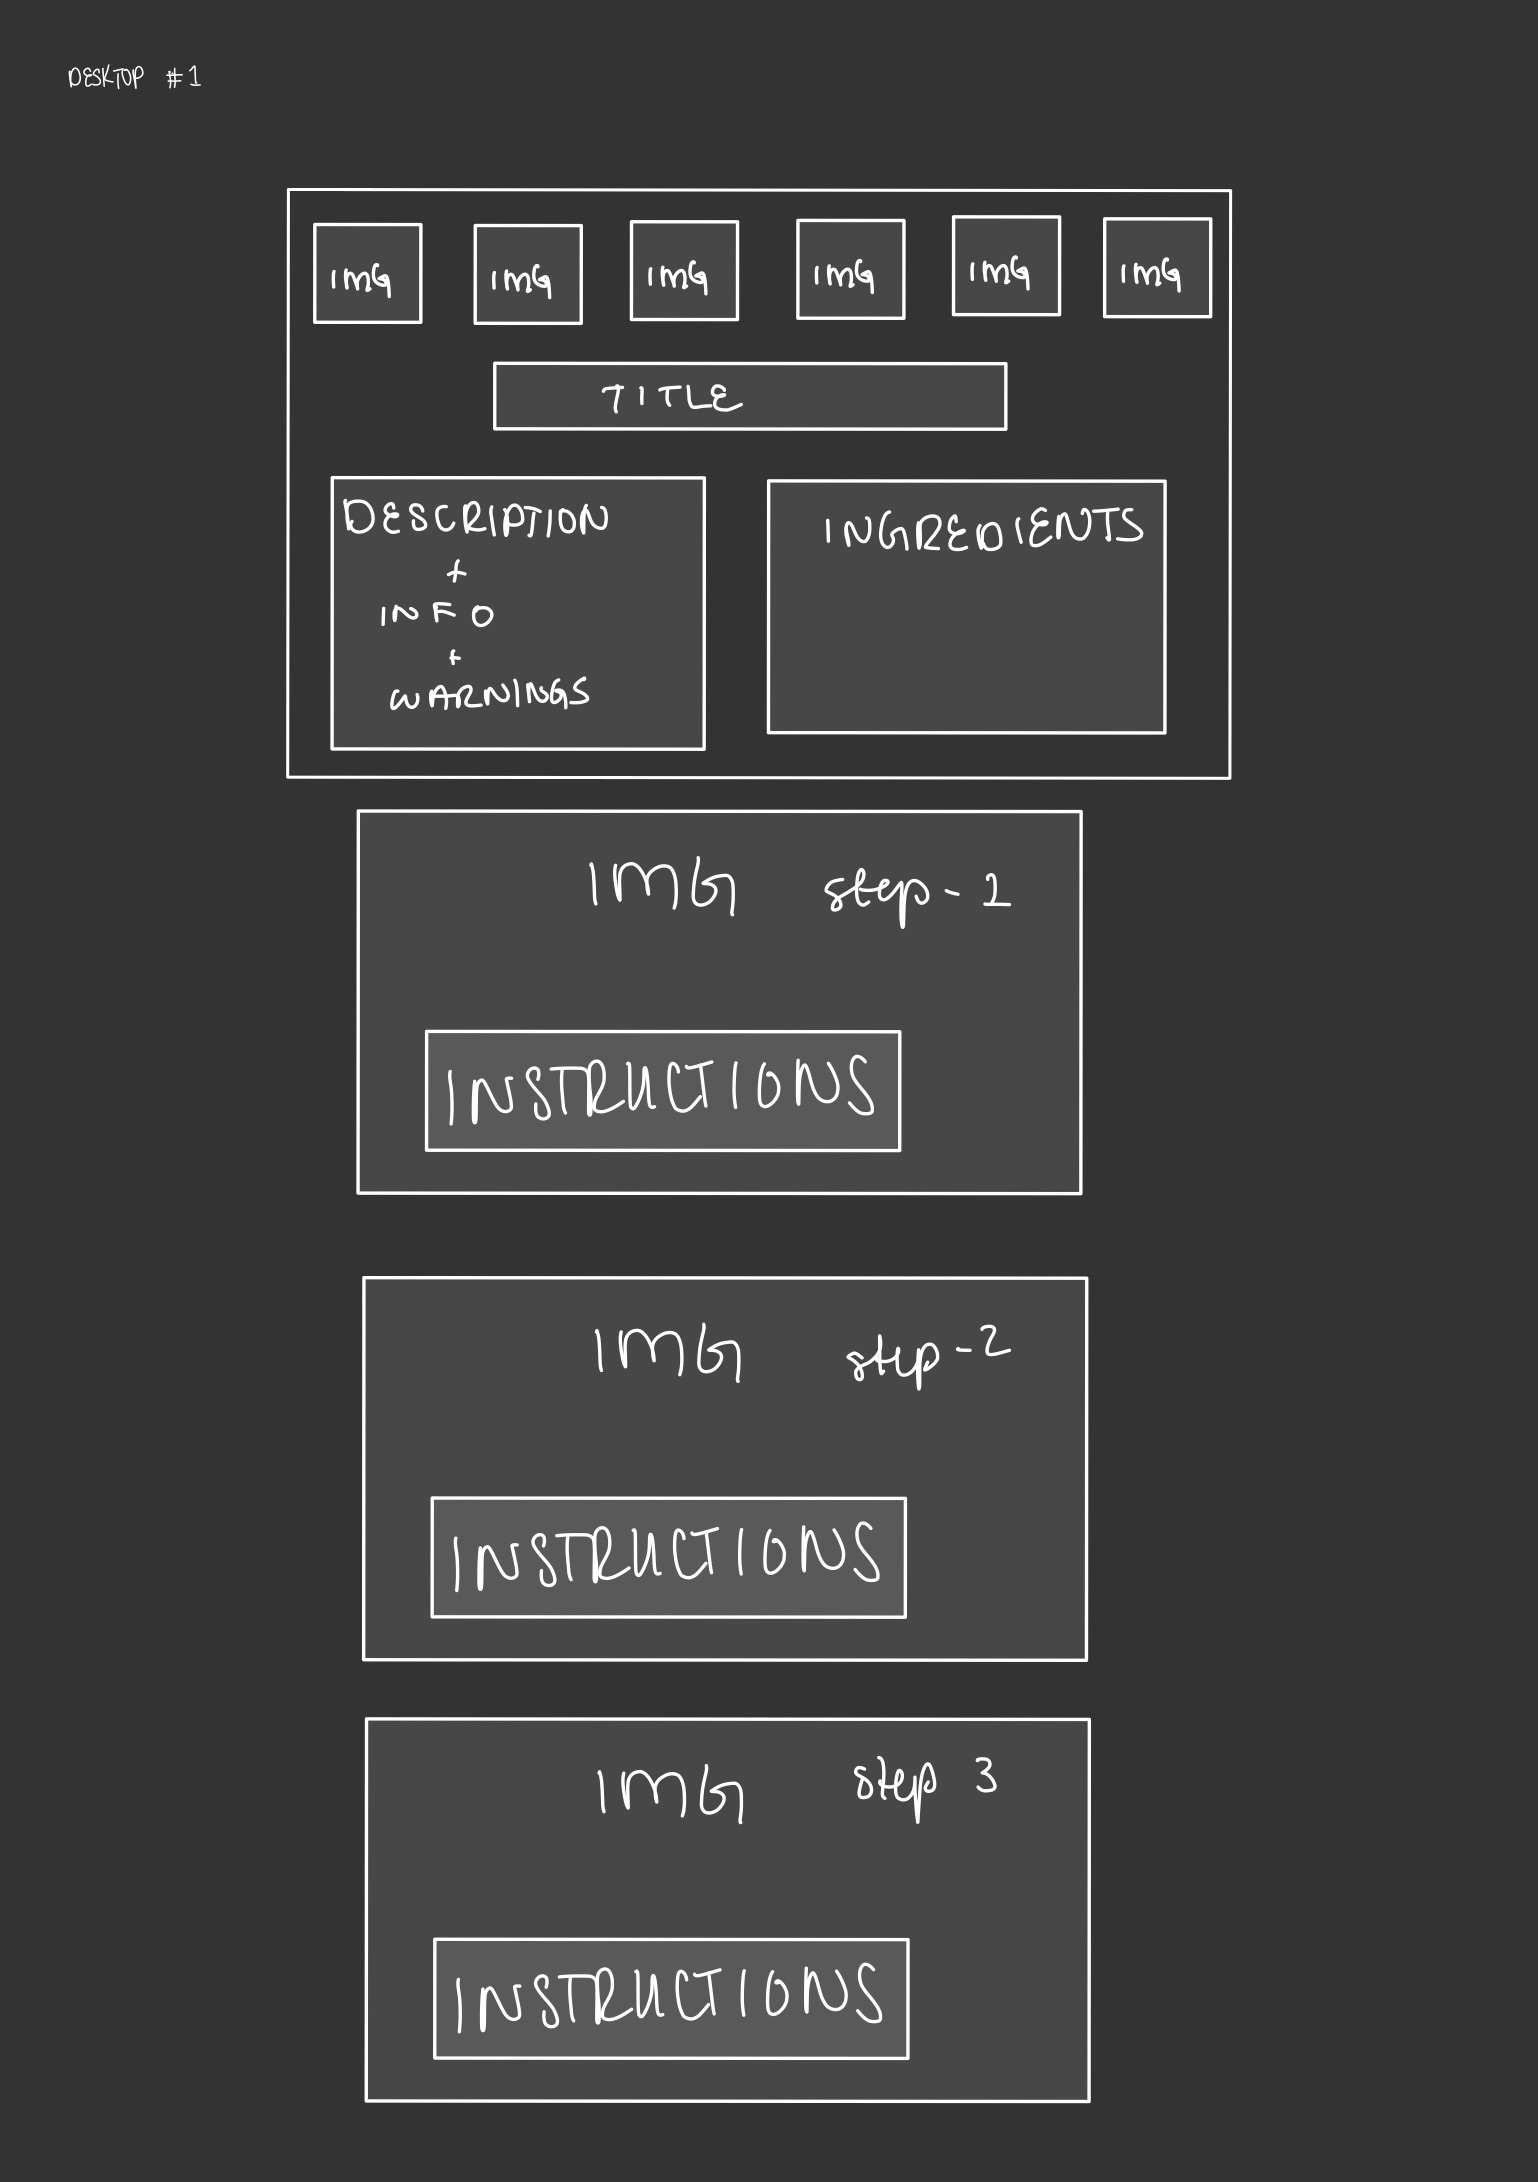 DESKTOP #1
IMG IMG IMG IMG IMG IMG
TITLE
DESCRIPTION
+
INFO
+
WARNINGS
INGREDIENTS
IMG step-1
INSTRUCTIONS
IMG step-2
INSTRUCTIONS
IMG step 3
INSTRUCTIONS